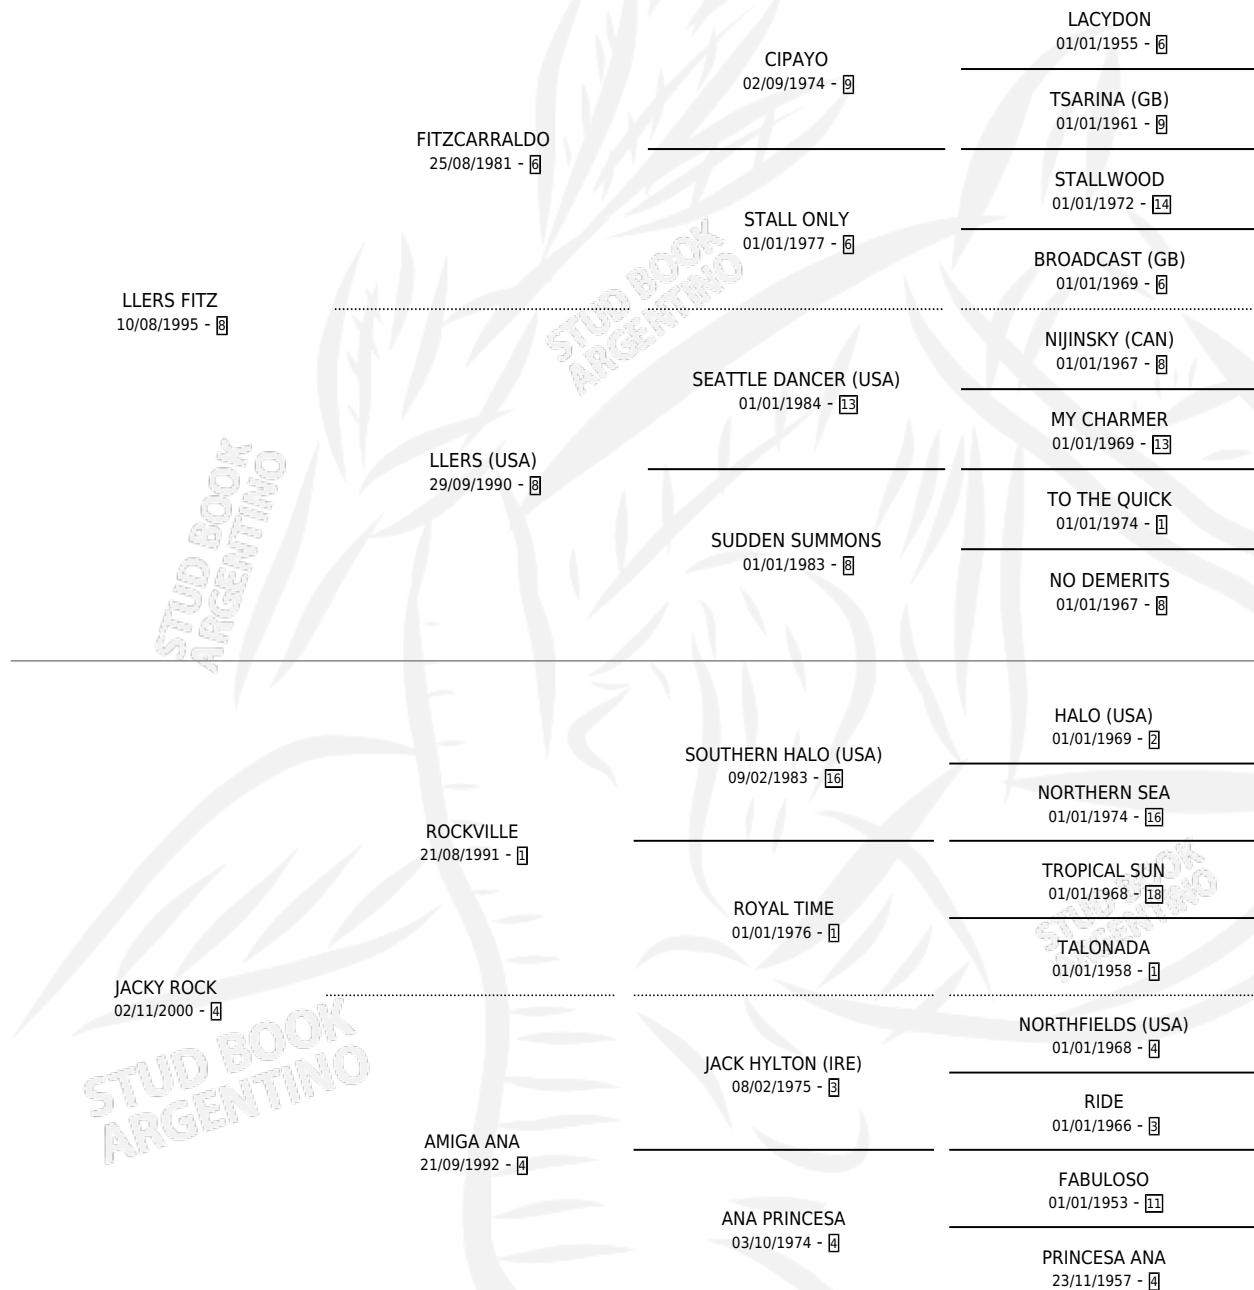 LACYDON
01/01/1955 - 6
CIPAYO
02/09/1974 - 9
TSARINA (GB)
01/01/1961 - 9
FITZCARRALDO
25/08/1981 - 6
STALLWOOD
01/01/1972 - 14
STALL ONLY
01/01/1977 - 6
BROADCAST (GB)
01/01/1969 - 6
LLERS FITZ
10/08/1995 - 8
STUD BOOK
ARGENTINO
NIJINSKY (CAN)
01/01/1967 - 8
SEATTLE DANCER (USA)
01/01/1984 - 13
MY CHARMER
01/01/1969 - 13
LLERS (USA)
29/09/1990 - 8
TO THE QUICK
01/01/1974 - 1
SUDDEN SUMMONS
01/01/1983 - 8
NO DEMERITS
01/01/1967 - 8
STUD BOOK
ARGENTINO
HALO (USA)
01/01/1969 - 2
SOUTHERN HALO (USA)
09/02/1983 - 16
NORTHERN SEA
01/01/1974 - 16
ROCKVILLE
21/08/1991 - 1
TROPICAL SUN
01/01/1968 - 18
ROYAL TIME
01/01/1976 - 1
STUD BOOK
ARGENTINO
TALONADA
01/01/1958 - 1
JACKY ROCK
02/11/2000 - 4
NORTHFIELDS (USA)
01/01/1968 - 4
JACK HYLTON (IRE)
08/02/1975 - 3
RIDE
01/01/1966 - 3
STUD BOOK
ARGENTINO
AMIGA ANA
21/09/1992 - 4
FABULOSO
01/01/1953 - 11
ANA PRINCESA
03/10/1974 - 4
PRINCESA ANA
23/11/1957 - 4